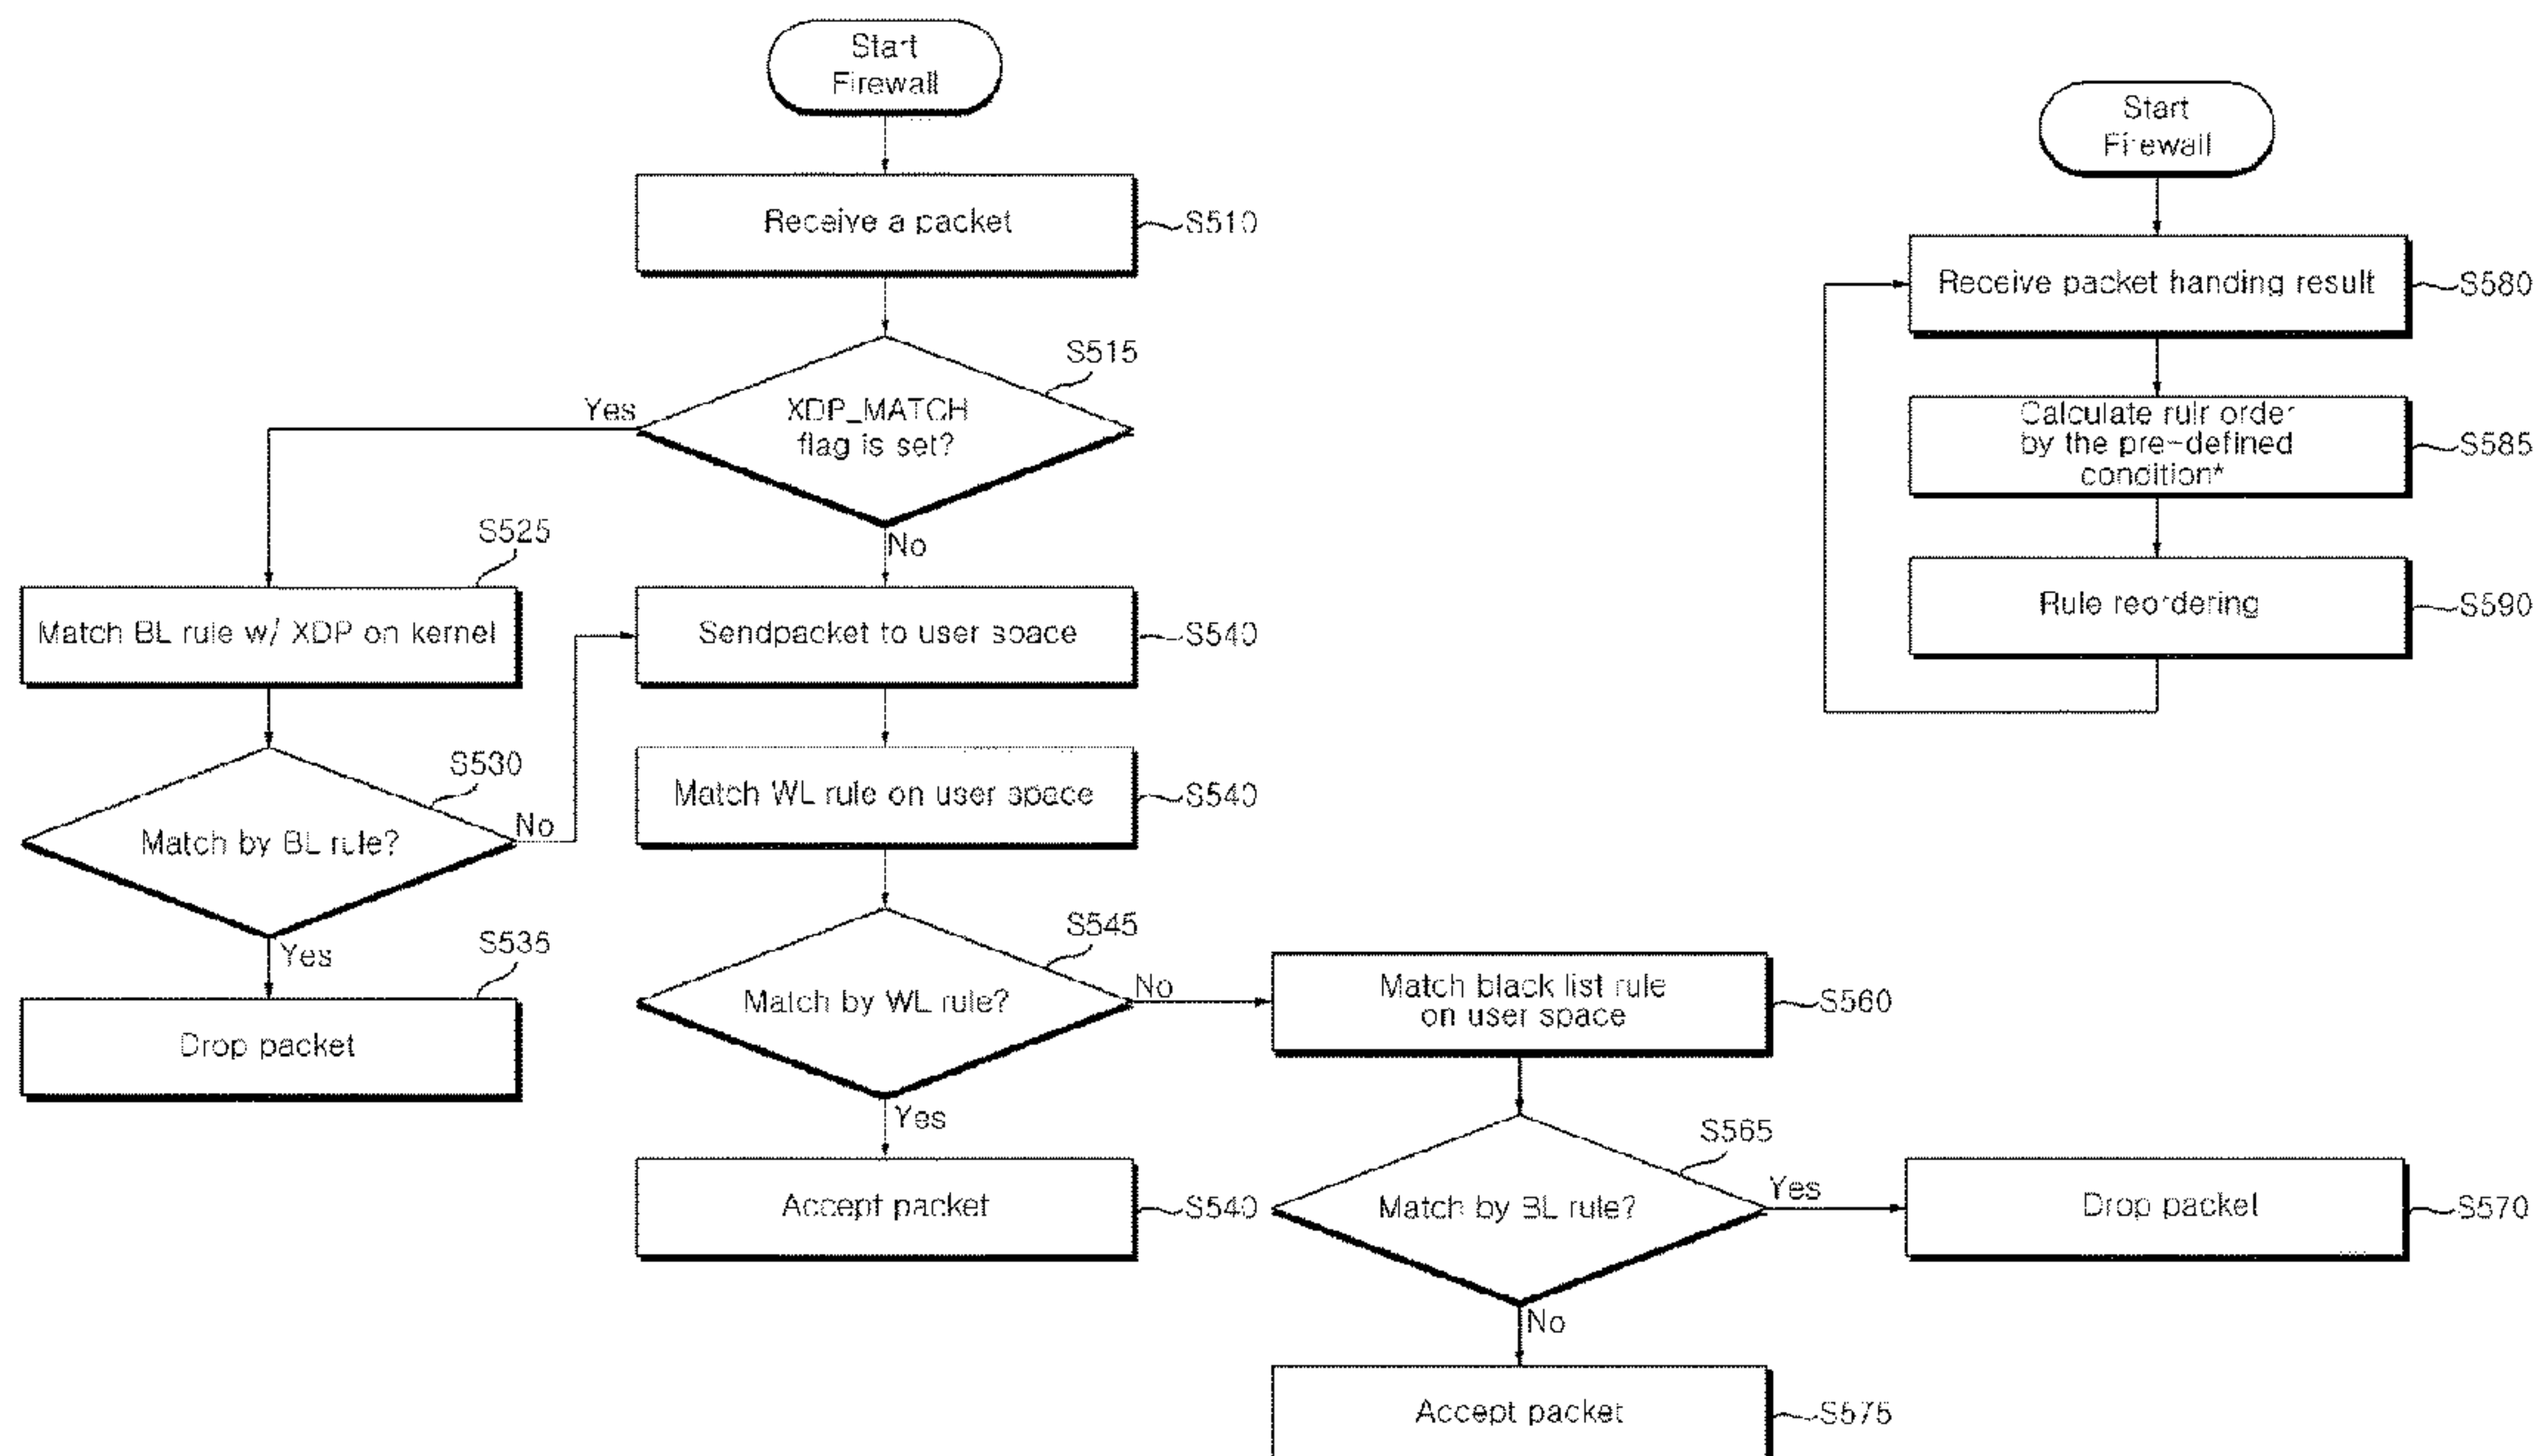 Start
Firewall
Receive a packet
S510
S515
XDP_MATCH
flag is set?
Yes
No
S525
Match BL rule w/ XDP on kernel
S530
Match by BL rule?
No
Yes
S535
Drop packet
Sendpacket to user space
S540
Match WL rule on user space
S540
S545
Match by WL rule?
No
Yes
Accept packet
S540
Match black list rule
on user space
S560
S565
Match by BL rule?
Yes
No
Drop packet
S570
Accept packet
S575
Start
Firewall
Receive packet handing result
S580
Calculate rulr order
by the pre-defined
condition*
S585
Rule reordering
S590